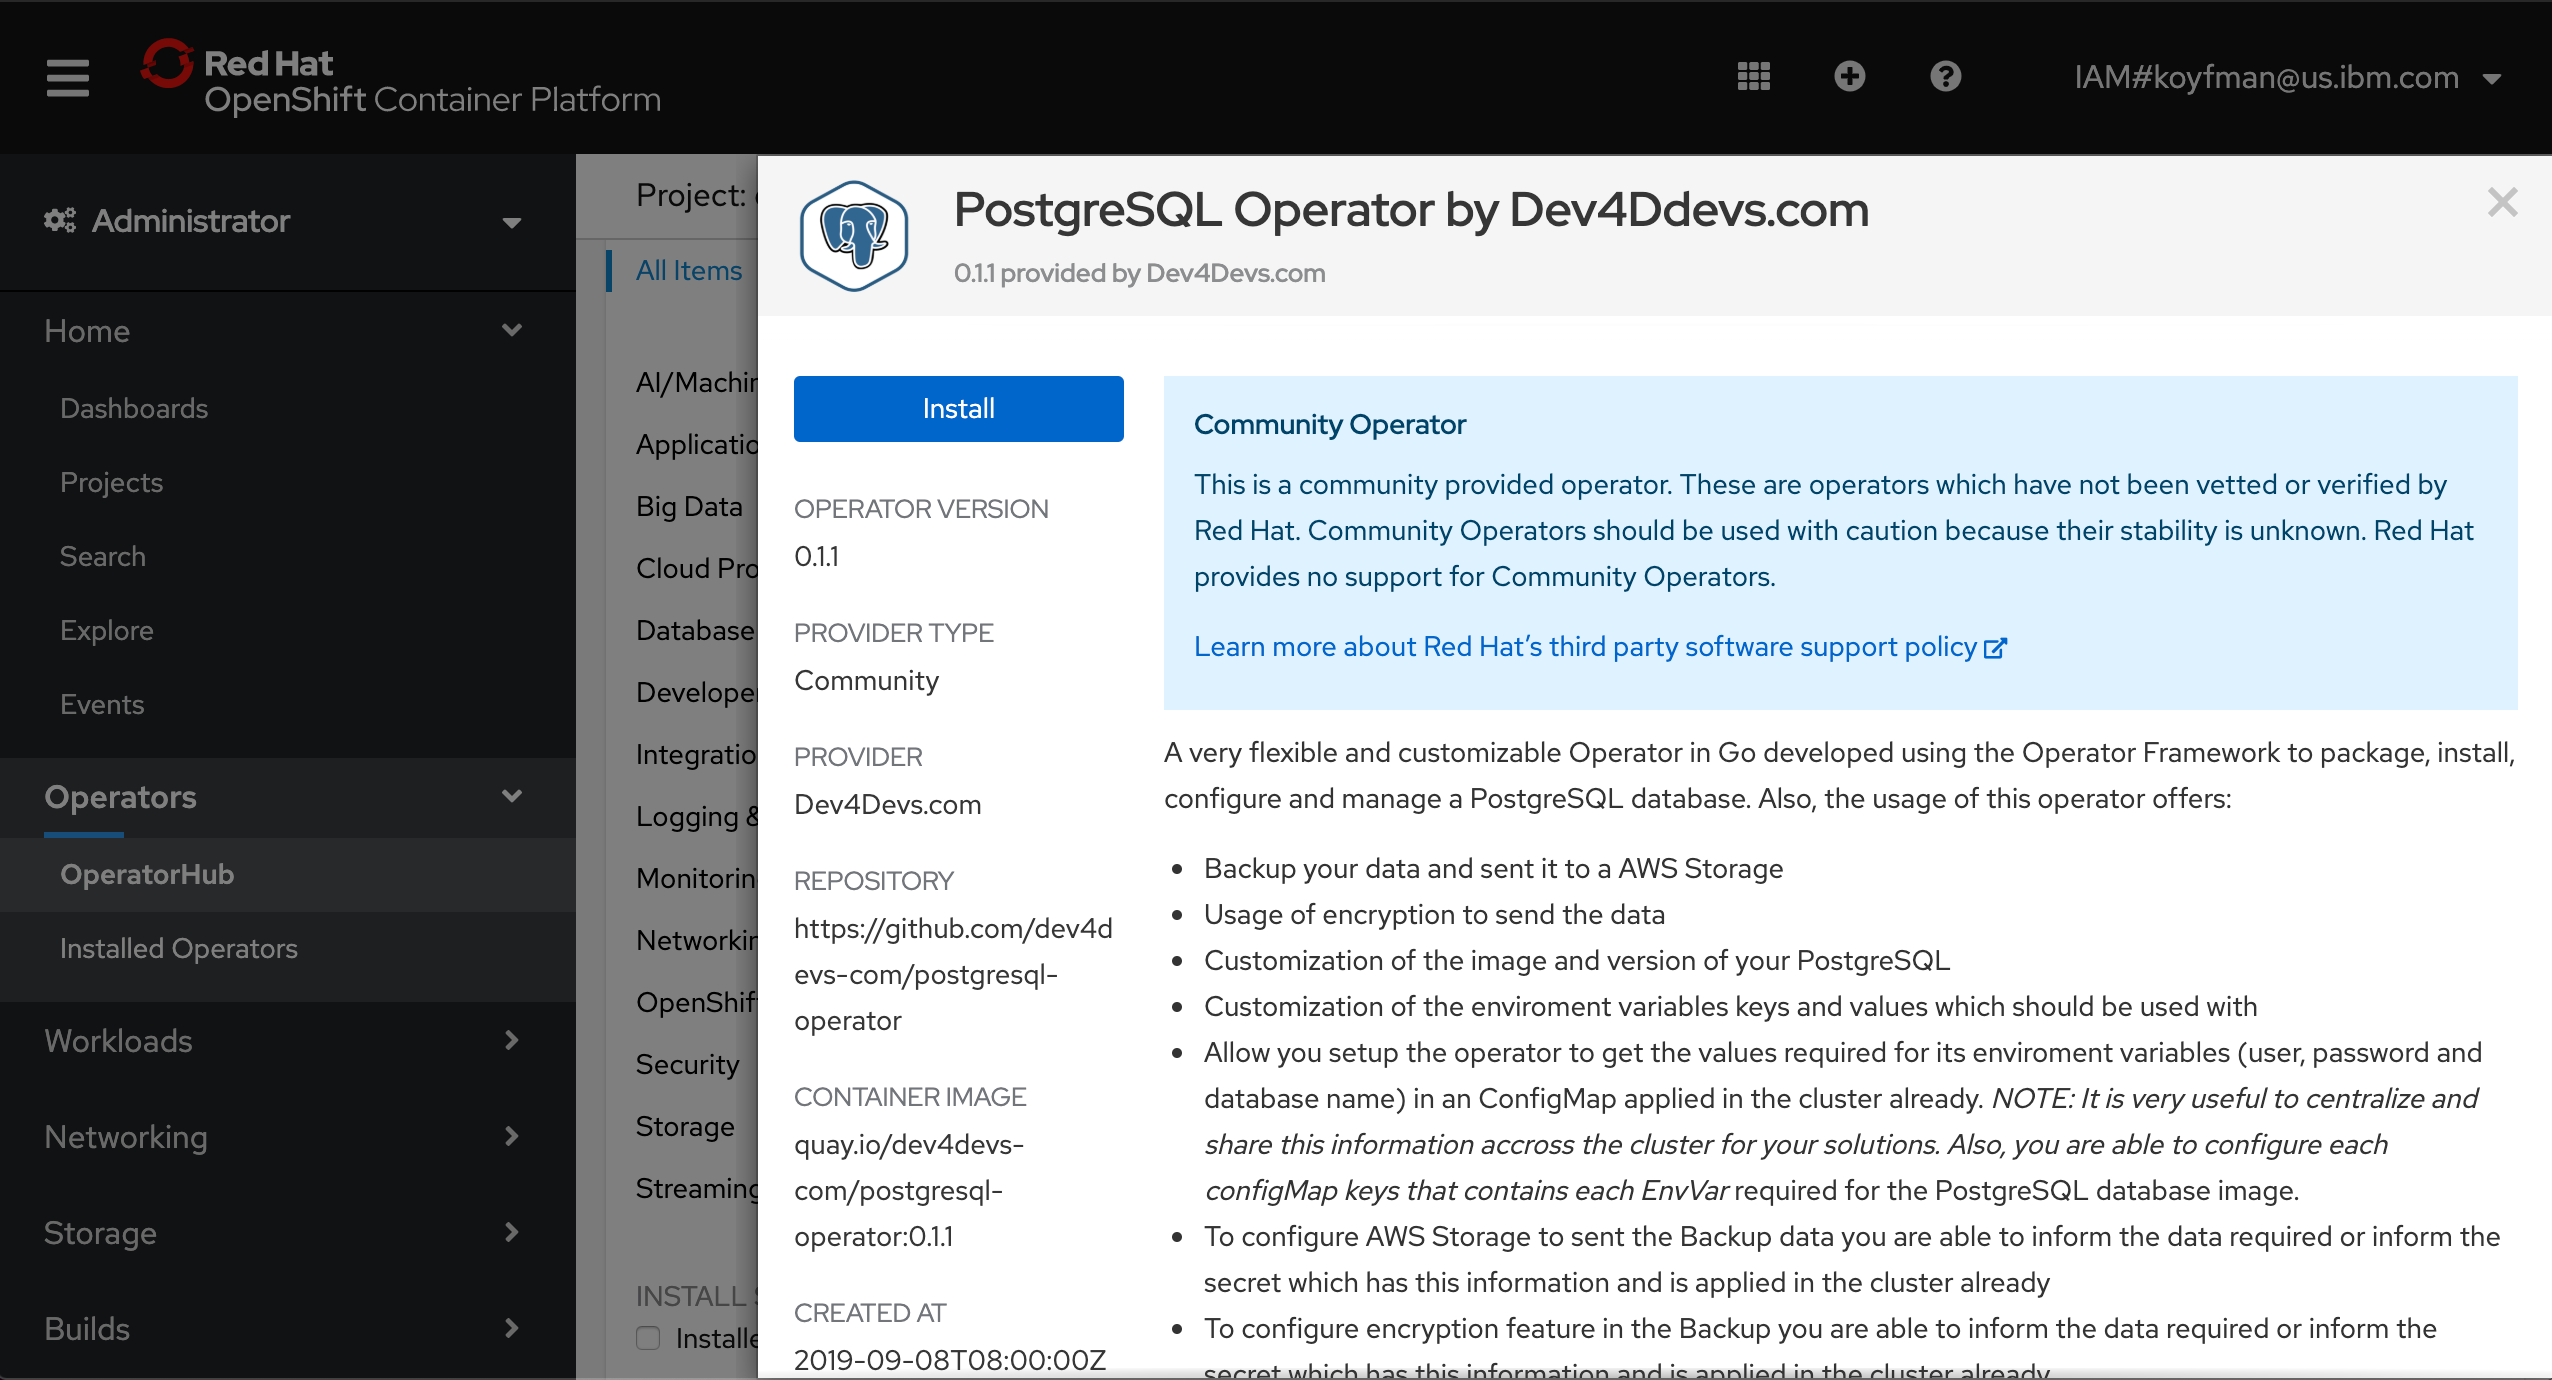 Red Hat
OpenShift Container Platform
IAM#koyfman@us.ibm.com
Administrator
Home
Dashboards
Projects
Search
Explore
Events
Operators
OperatorHub
Installed Operators
Workloads
Networking
Storage
Builds
Project:
All Items
Big Data
Cloud
Database
Logging &
Security
Storage
Streaming
INSTALL
PostgreSQL Operator by Dev4Ddevs.com
0.1.1 provided by Dev4Devs.com
Install
OPERATOR VERSION
0.1.1
PROVIDER TYPE
Community
PROVIDER
Dev4Devs.com
REPOSITORY
https://github.com/dev4d
evs-com/postgresql-
operator
CONTAINER IMAGE
quay.io/dev4devs-
com/postgresql-
operator:0.1.1
CREATED AT
2019-09-08T08:00:00Z
Community Operator
This is a community provided operator. These are operators which have not been vetted or verified by
Red Hat. Community Operators should be used with caution because their stability is unknown. Red Hat
provides no support for Community Operators.
Learn more about Red Hat's third party software support policy
A very flexible and customizable Operator in Go developed using the Operator Framework to package, install,
configure and manage a PostgreSQL database. Also, the usage of this operator offers:
• Backup your data and sent it to a AWS Storage
• Usage of encryption to send the data
• Customization of the image and version of your PostgreSQL
• Customization of the enviroment variables keys and values which should be used with
• Allow you setup the operator to get the values required for its enviroment variables (user, password and
database name) in an ConfigMap applied in the cluster already. NOTE: It is very useful to centralize and
share this information accross the cluster for your solutions. Also, you are able to configure each
configMap keys that contains each EnvVar required for the PostgreSQL database image.
• To configure AWS Storage to sent the Backup data you are able to inform the data required or inform the
secret which has this information and is applied in the cluster already
• To configure encryption feature in the Backup you are able to inform the data required or inform the
secret which has this information and is applied in the cluster already